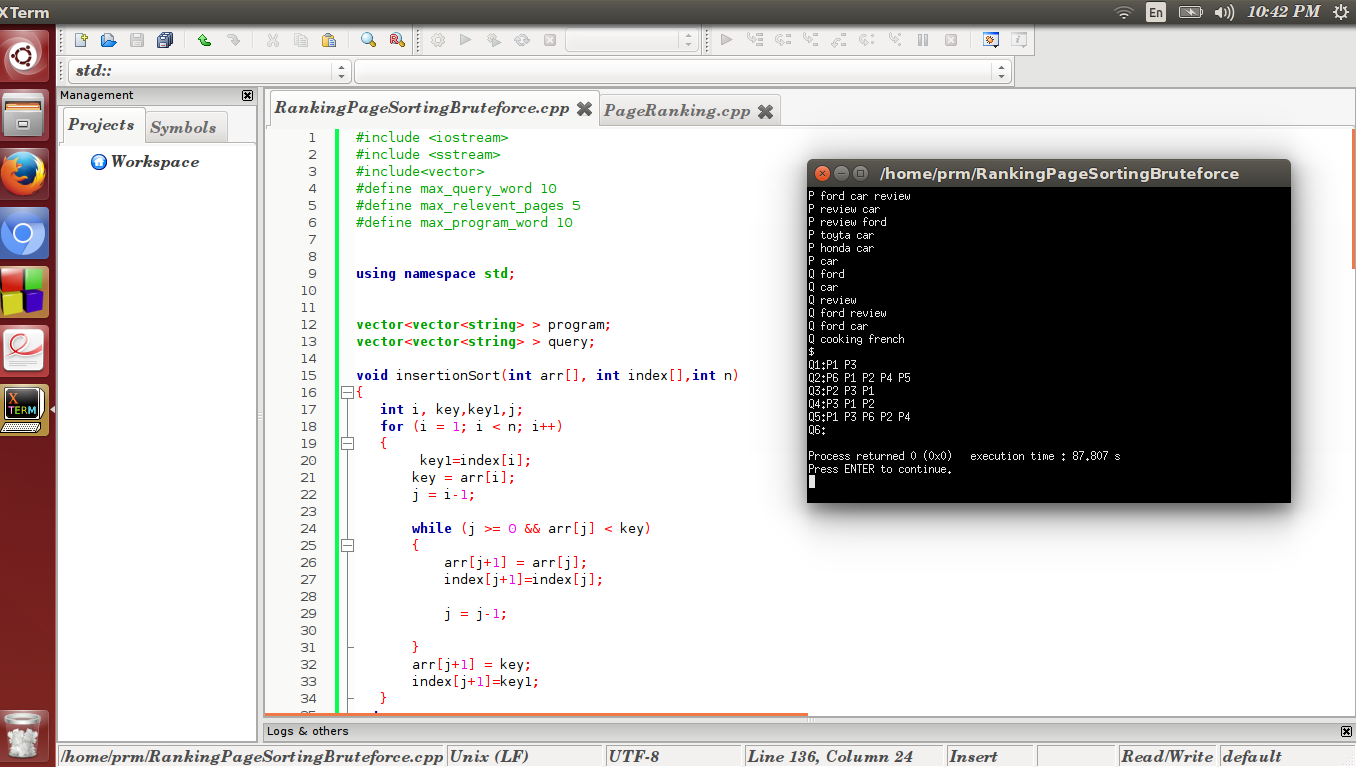 XTerm
En
10:42 PM
std::
Management
Projects
Symbols
Workspace
RankingPageSortingBruteforce.cpp
PageRanking.cpp
1 #include <iostream>
2 #include <sstream>
3 #include<vector>
4 #define max_query_word 10
5 #define max_relevent_pages 5
6 #define max_program_word 10
7
8
9 using namespace std;
10
11
12 vector<vector<string> > program;
13 vector<vector<string> > query;
14
15 void insertionSort(int arr[], int index[],int n)
16 {
17 int i, key,key1,j;
18 for (i = 1; i < n; i++)
19 {
20 key1=index[i];
21 key = arr[i];
22 j = i-1;
23
24 while (j >= 0 && arr[j] < key)
25 {
26 arr[j+1] = arr[j];
27 index[j+1]=index[j];
28
29 j = j-1;
30
31 }
32 arr[j+1] = key;
33 index[j+1]=key1;
34 }
/home/prm/RankingPageSortingBruteforce
P ford car review
P review car
P review ford
P toyta car
P honda car
P car
Q ford
Q car
Q review
Q ford review
Q ford car
Q cooking french
$
Q1:P1 P3
Q2:P6 P1 P2 P4 P5
Q3:P2 P3 P1
Q4:P3 P1 P2
Q5:P1 P3 P6 P2 P4
Q6:
Process returned 0 (0x0) execution time : 87.807 s
Press ENTER to continue.
X
TERM
Logs & others
/home/prm/RankingPageSortingBruteforce.cpp Unix (LF) UTF-8 Line 136, Column 24 Insert Read/Write default